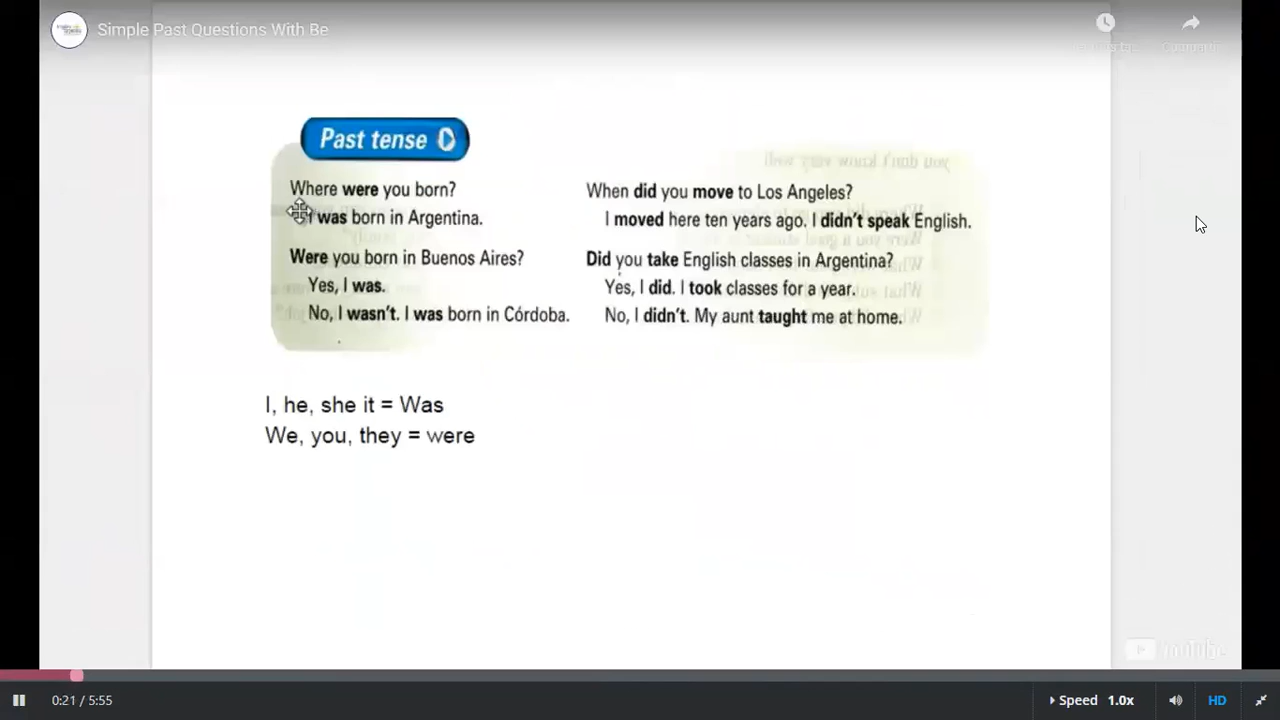 Simple Past Questions With Be
Past tense
Where were you born?
I was born in Argentina.
Were you born in Buenos Aires?
Yes, I was.
No, I wasn't. I was born in Córdoba.
When did you move to Los Angeles?
I moved here ten years ago. I didn't speak English.
Did you take English classes in Argentina?
Yes, I did. I took classes for a year.
No, I didn't. My aunt taught me at home.
I, he, she it = Was
We, you, they = were
YouTube
0:21 / 5:55
Speed 1.0x
HD